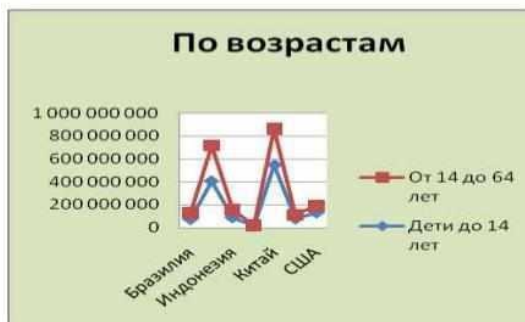 По возрастам
1 000 000 000
800 000 000
600 000 000
400 000 000
200 000 000
0
Бразилия
Индонезия
Китай
США
От 14 до 64
лет
Дети до 14
лет